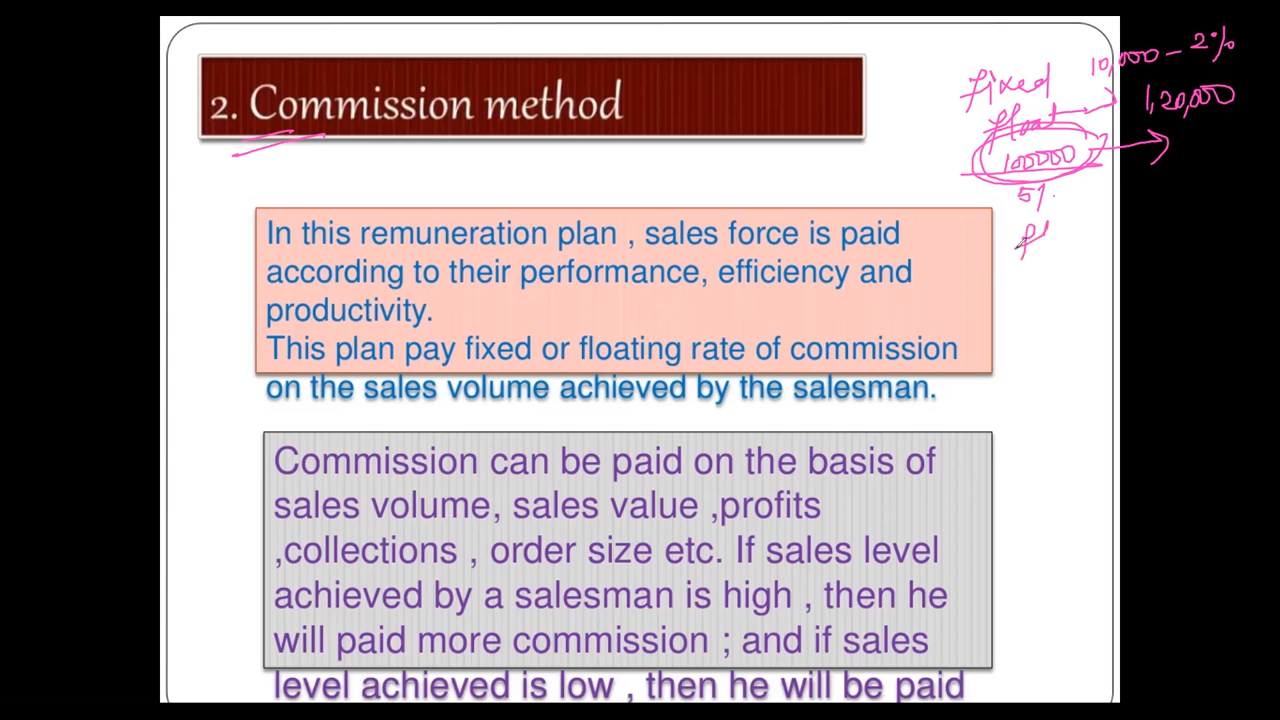 2. Commission method
fixed
10,000 - 2%
float
1,20,000
100000
5%
fl
In this remuneration plan , sales force is paid
according to their performance, efficiency and
productivity.
This plan pay fixed or floating rate of commission
on the sales volume achieved by the salesman.
Commission can be paid on the basis of
sales volume, sales value ,profits
,collections , order size etc. If sales level
achieved by a salesman is high , then he
will paid more commission ; and if sales
level achieved is low , then he will be paid